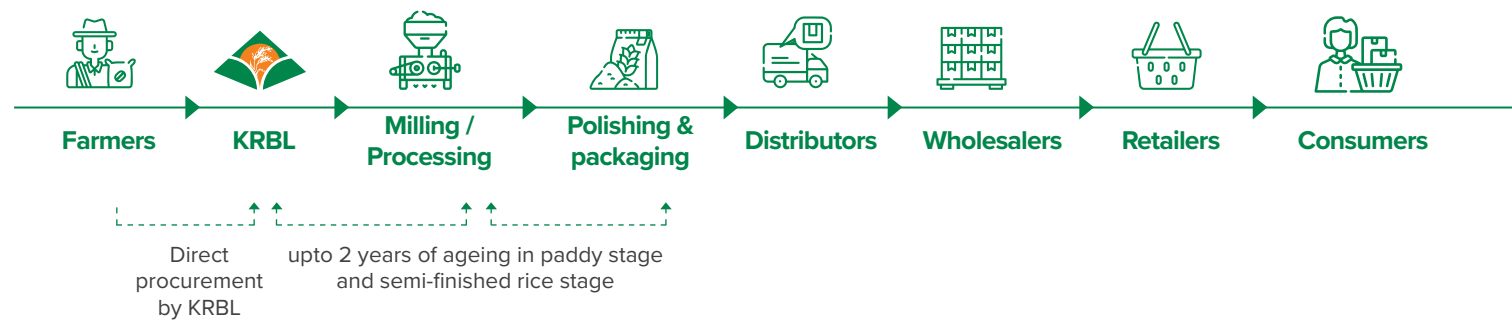 Farmers
KRBL
Milling /
Processing
Polishing &
packaging
Distributors
Wholesalers
Retailers
Consumers
Direct
procurement
by KRBL
upto 2 years of ageing in paddy stage
and semi-finished rice stage